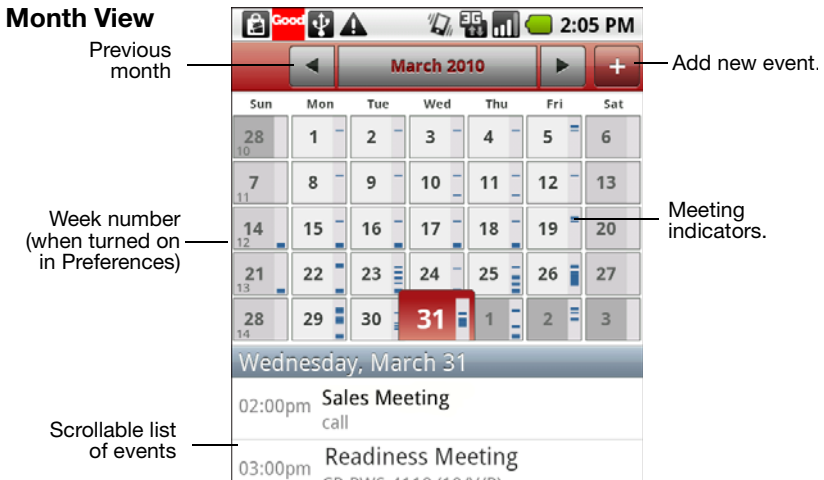 Month View
Good 3G 2:05 PM
Previous
month
March 2010
Add new event.
Sun Mon Tue Wed Thu Fri Sat
28 1 2 3 4 5 6
10
7 8 9 10 11 12 13
11
Week number
(when turned on
in Preferences)
14 15 16 17 18 19 20
12
Meeting
indicators.
21 22 23 24 25 26 27
13
28 29 30 31 1 2 3
14
Wednesday, March 31
02:00pm Sales Meeting
call
Scrollable list
of events
03:00pm Readiness Meeting